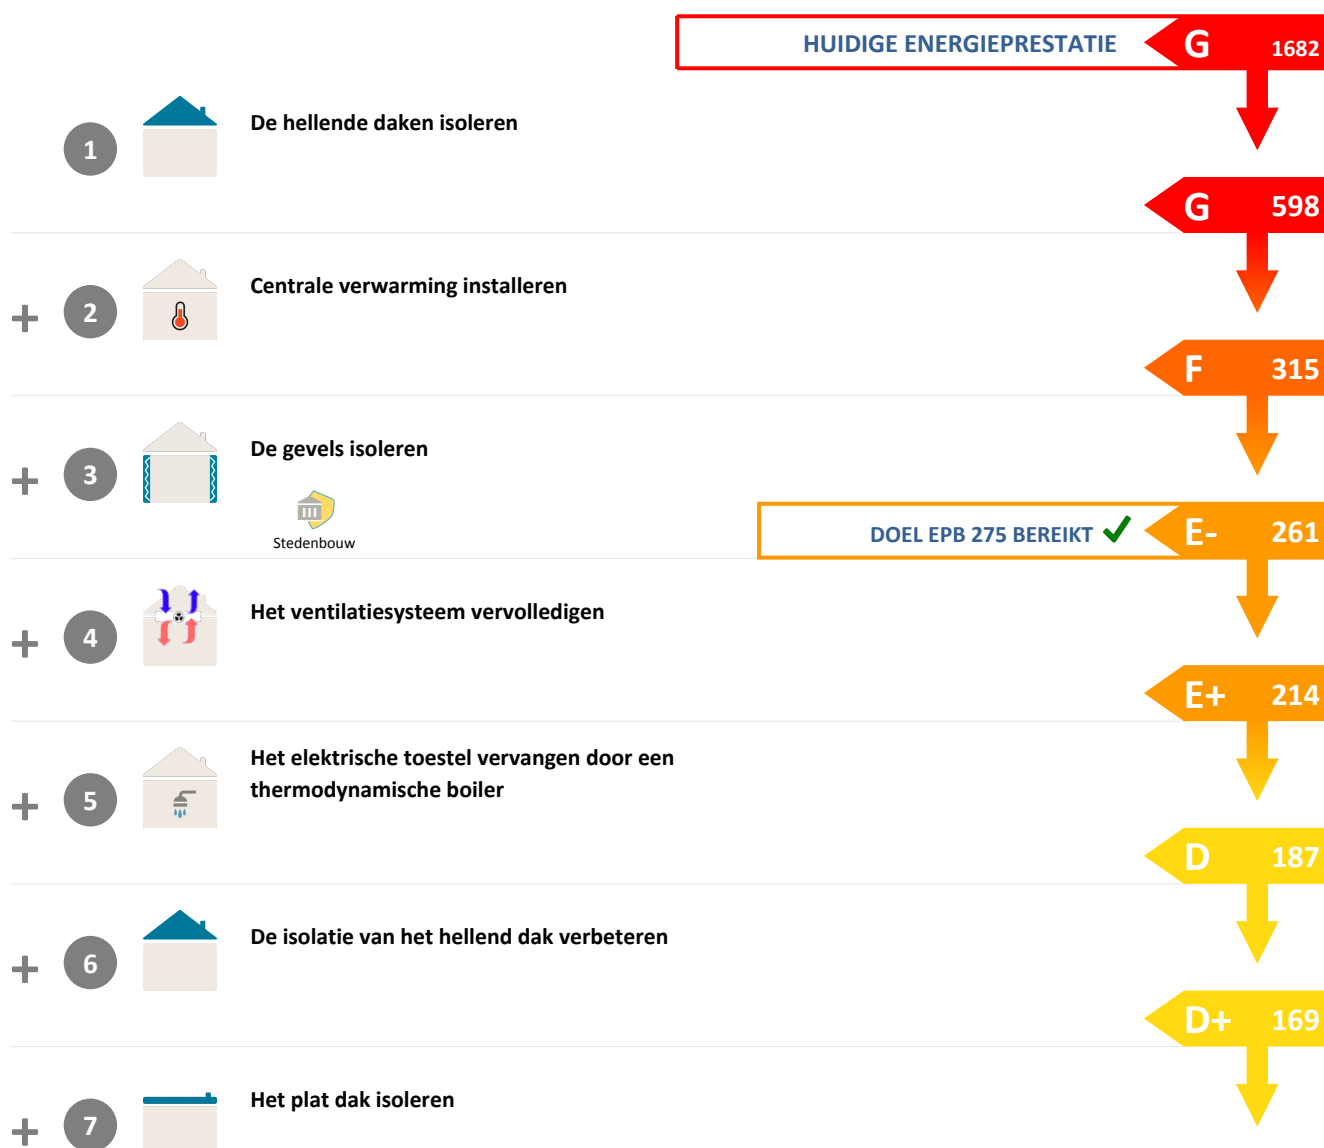 HUIDIGE ENERGIEPRESTATIE G 1682
1 De hellende daken isoleren
G 598
+ 2 Centrale verwarming installeren
F 315
+ 3 De gevels isoleren
Stedenbouw
DOEL EPB 275 BEREIKT ✓ E- 261
+ 4 Het ventilatiesysteem vervolledigen
E+ 214
+ 5 Het elektrische toestel vervangen door een
thermodynamische boiler
D 187
+ 6 De isolatie van het hellend dak verbeteren
D+ 169
+ 7 Het plat dak isoleren